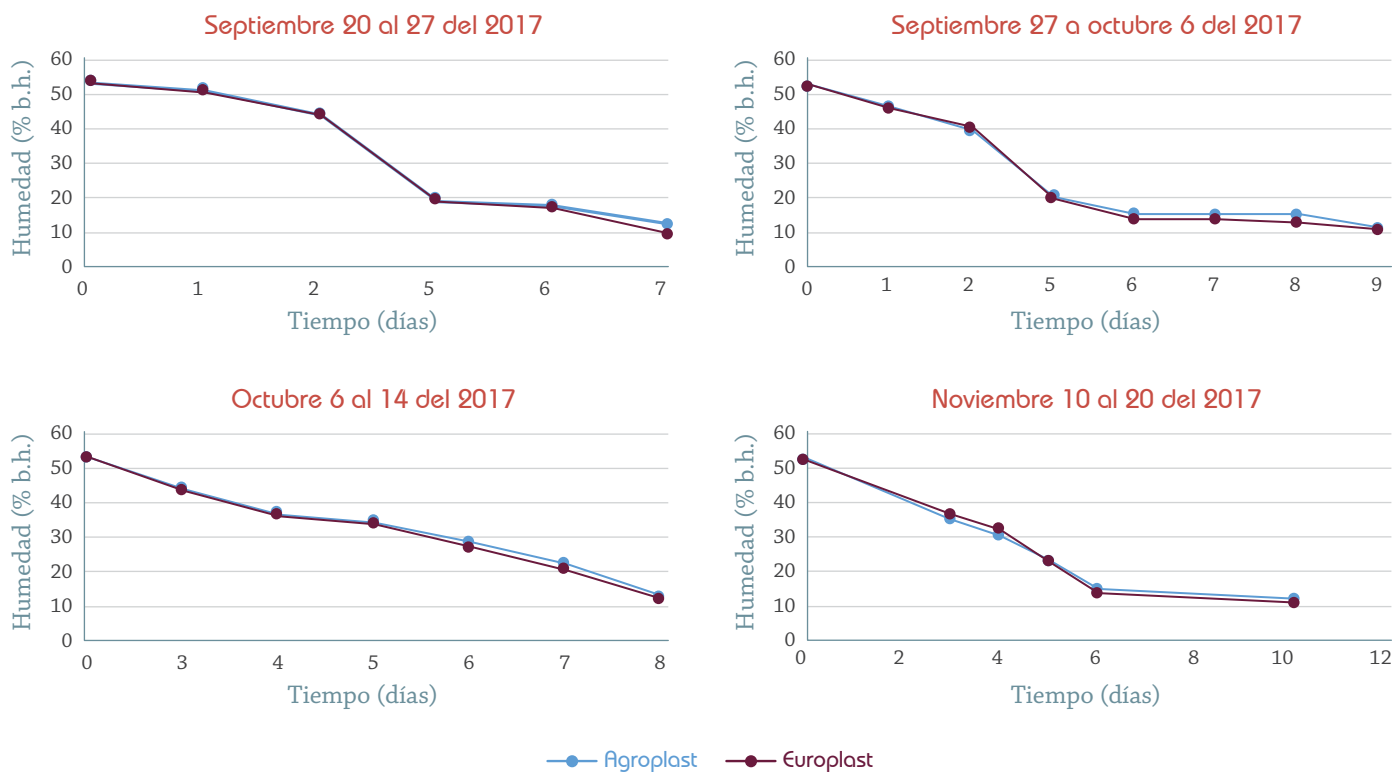 Septiembre 20 al 27 del 2017
Humedad (% b.h.)
60
50
40
30
20
10
0
0 1 2 5 6 7
Tiempo (días)
Septiembre 27 a octubre 6 del 2017
Humedad (% b.h.)
60
50
40
30
20
10
0
0 1 2 5 6 7 8 9
Tiempo (días)
Octubre 6 al 14 del 2017
Humedad (% b.h.)
60
50
40
30
20
10
0
0 3 4 5 6 7 8
Tiempo (días)
Noviembre 10 al 20 del 2017
Humedad (% b.h.)
60
50
40
30
20
10
0
0 2 4 6 8 10 12
Tiempo (días)
Agroplast Europlast